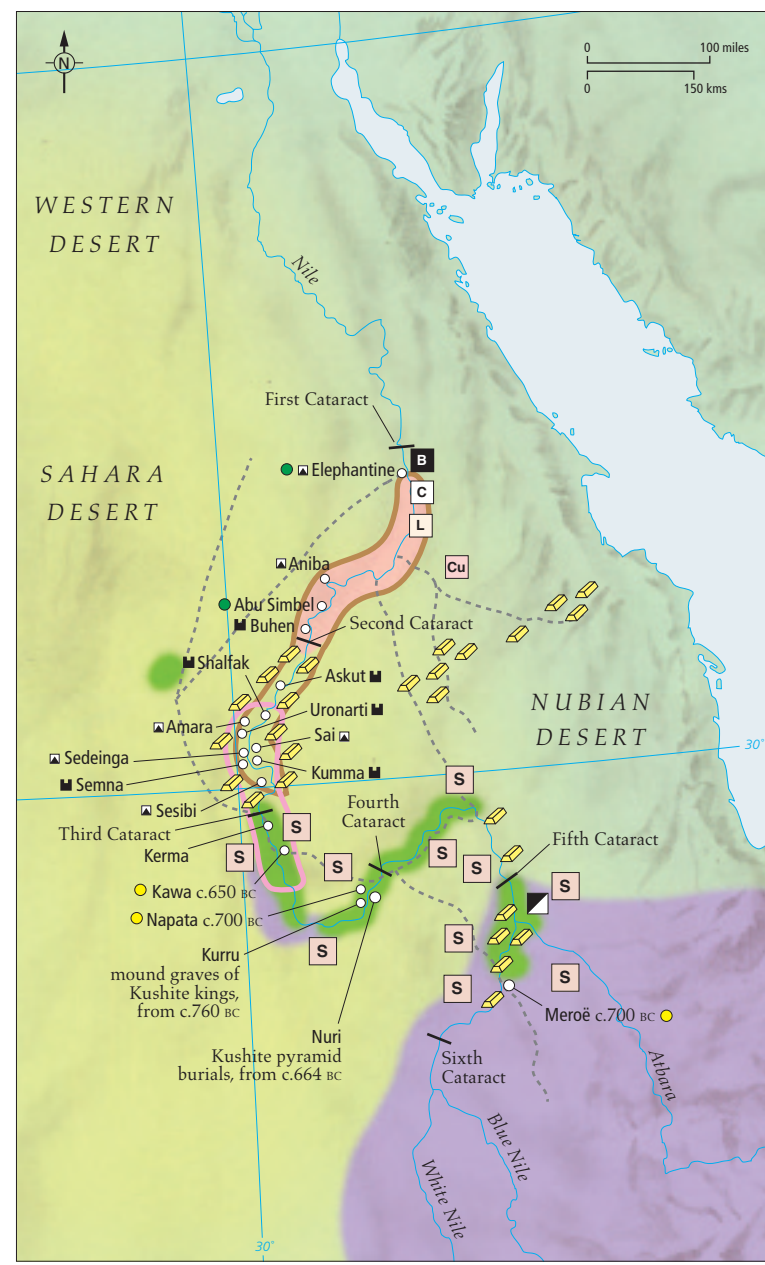 0 100 miles
0 150 kms
N
WESTERN
DESERT
Nile
First Cataract
B
Elephantine
C
L
SAHARA
DESERT
Aniba
Cu
Abu Simbel
Buhen
Second Cataract
Shalfak
Askut
Uronarti
NUBIAN
DESERT
Amara
Sai
30°
Sedeinga
Kumma
Semna
S
Sesibi
Fourth
Cataract
Third Cataract
S
Fifth Cataract
Kerma
S
S
S
S
S
Kawa c.650 BC
Napata c.700 BC
S
S
Kurru
mound graves of
Kushite kings,
from c.760 BC
S
S
Meroë c.700 BC
Nuri
Kushite pyramid
burials, from c.664 BC
Sixth
Cataract
Atbara
Blue Nile
White Nile
30°